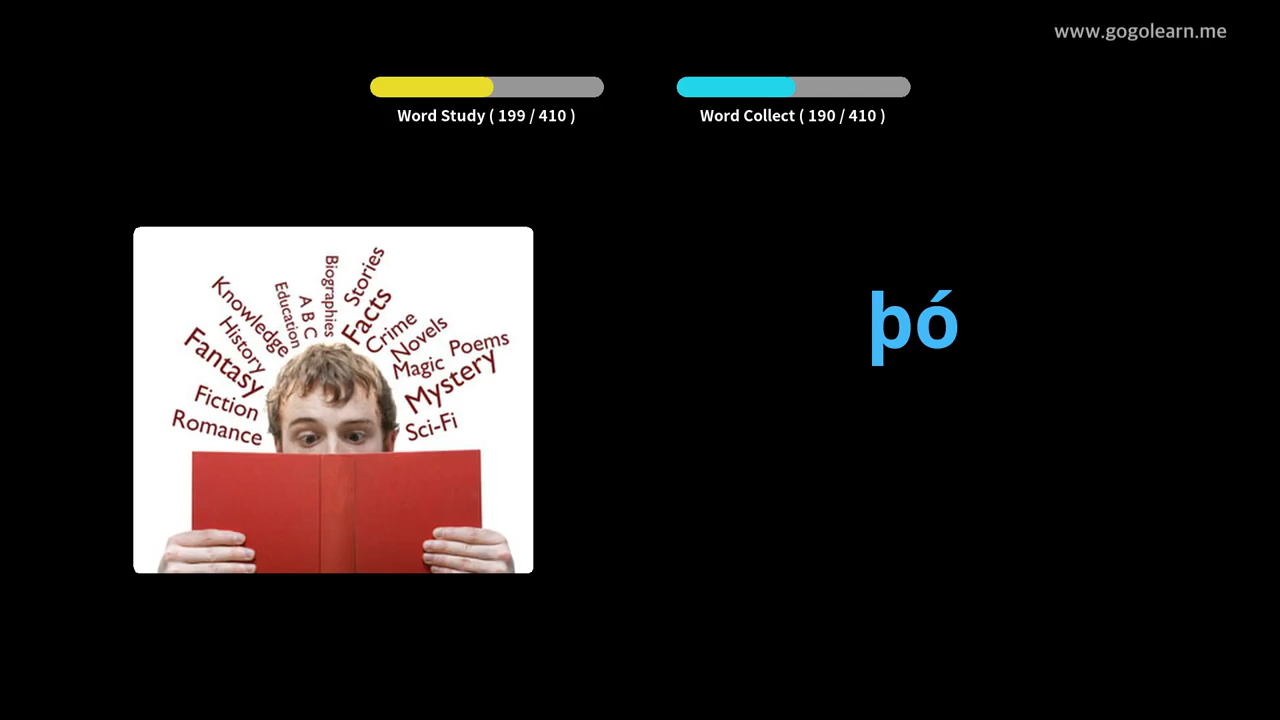 www.gogolearn.me
Word Study ( 199 / 410 )
Word Collect ( 190 / 410 )
þó
Knowledge
History
Fantasy
Fiction
Romance
Education
A B C
Biographies
Stories
Facts
Crime
Novels
Magic
Poems
Mystery
Sci-Fi